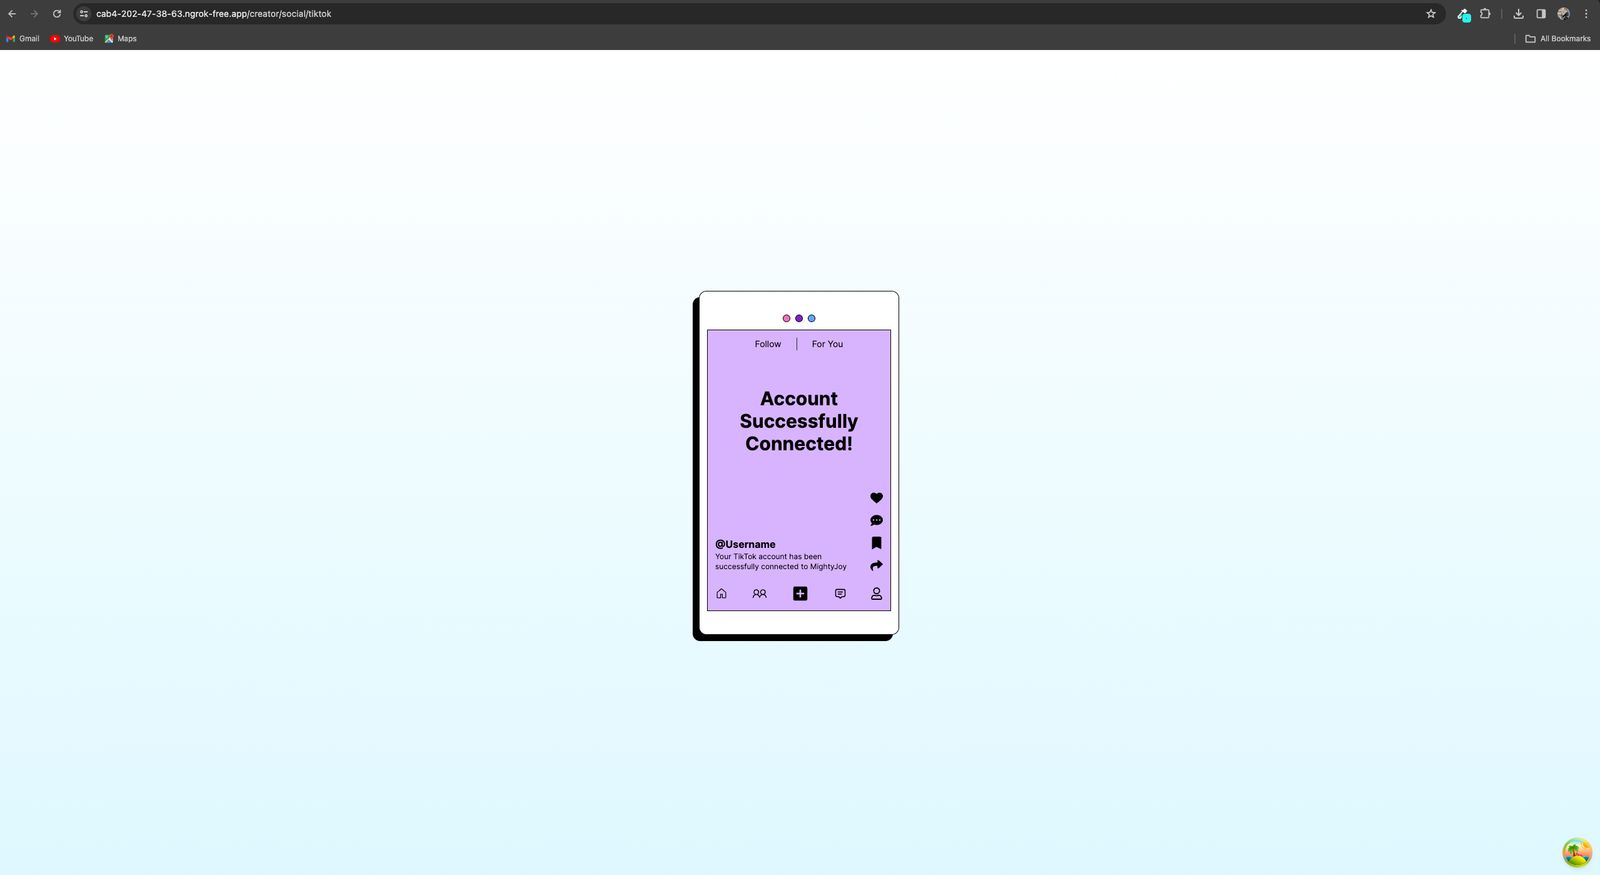 cab4-202-47-38-63.ngrok-free.app/creator/social/tiktok
Gmail YouTube Maps All Bookmarks
Follow For You
Account
Successfully
Connected!
@Username
Your TikTok account has been
successfully connected to MightyJoy